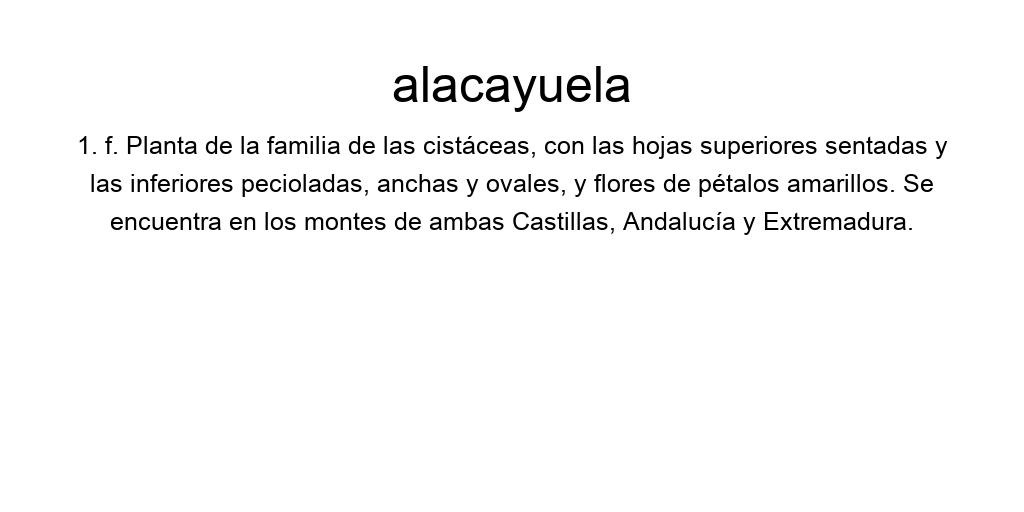 alacayuela
1. f. Planta de la familia de las cistáceas, con las hojas superiores sentadas y
las inferiores pecioladas, anchas y ovales, y flores de pétalos amarillos. Se
encuentra en los montes de ambas Castillas, Andalucía y Extremadura.